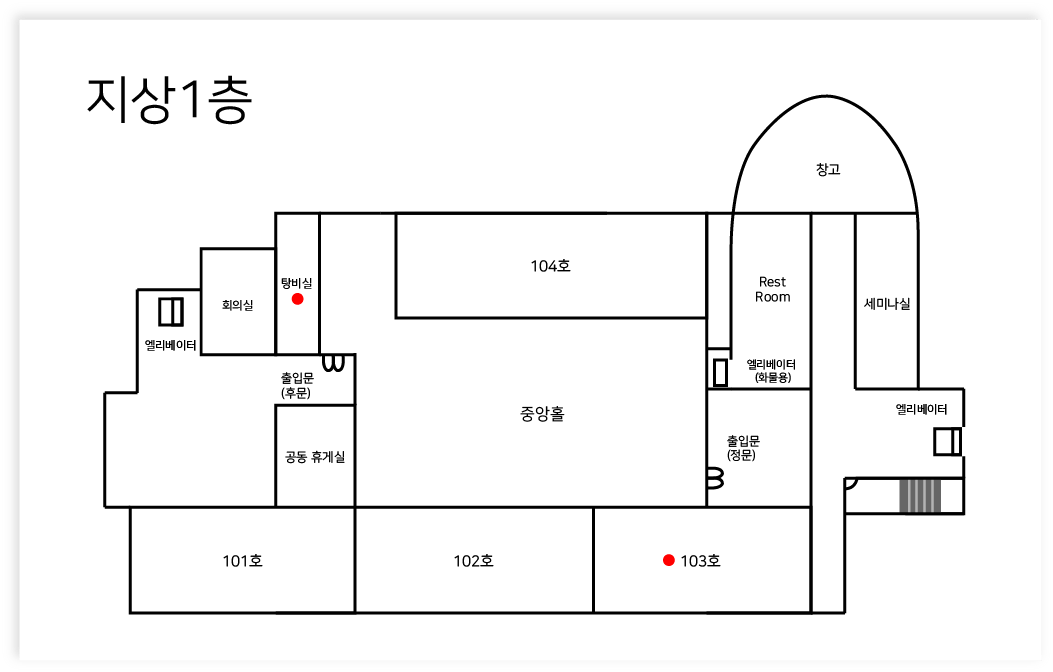 지상1층
창고
104호
탕비실
회의실
Rest
Room
세미나실
엘리베이터
엘리베이터
(화물용)
출입문
(후문)
엘리베이터
중앙홀
출입문
(정문)
공동 휴게실
101호
102호
103호